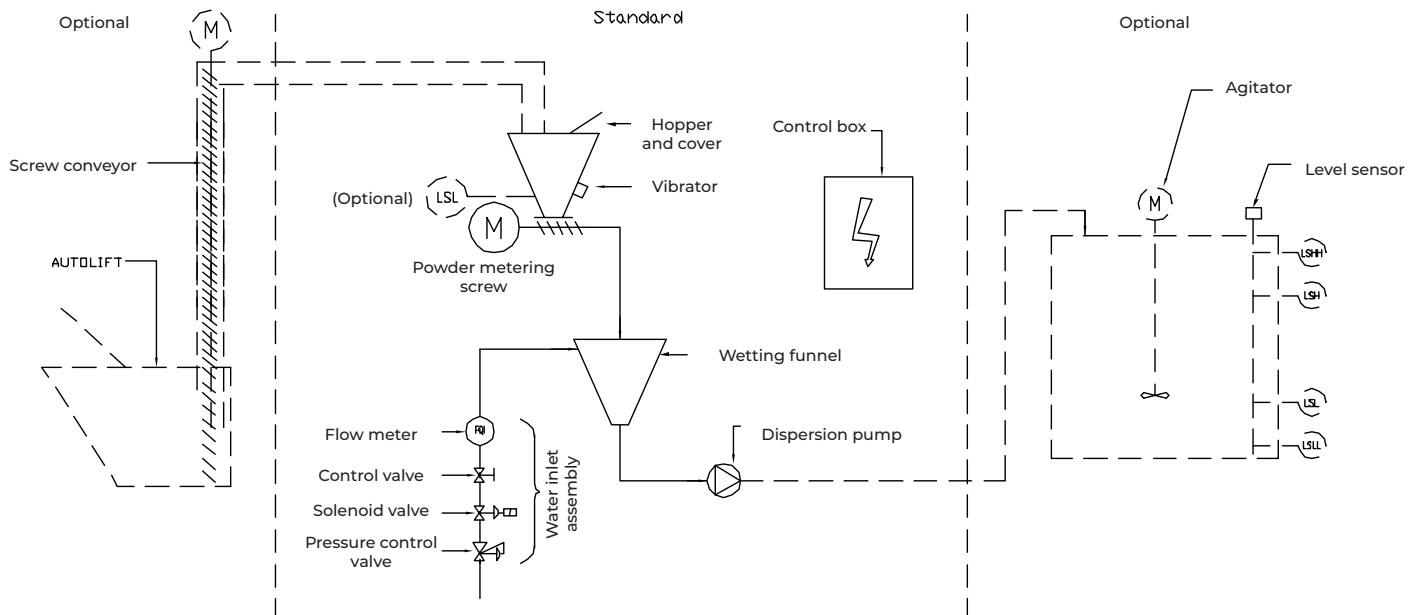 Optional
Standard
Optional
M
Agitator
Hopper
and cover
Control box
Screw conveyor
Level sensor
Vibrator
(Optional)
LSL
M
M
Powder metering
screw
AUTOLIFT
LSHH
LSH
Wetting funnel
LSL
LSLL
Flow meter
FQI
Dispersion pump
Control valve
Solenoid valve
Pressure control
valve
Water inlet
assembly